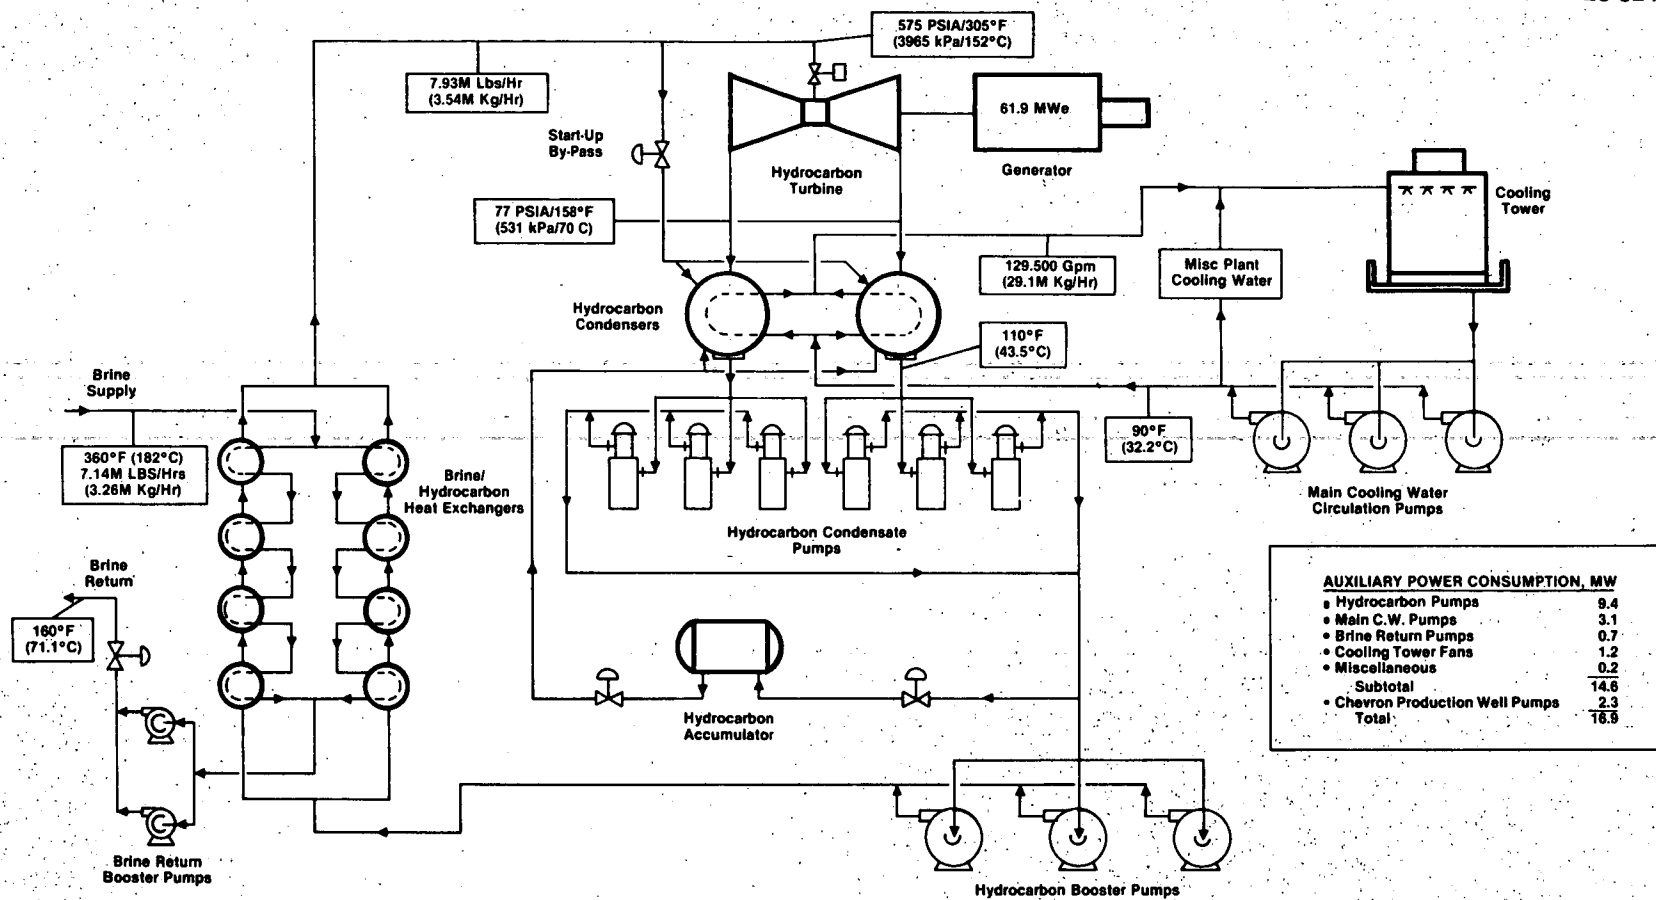 575 PSIA/305°F
(3965 kPa/152°C)
7.93M Lbs/Hr
(3.54M Kg/Hr)
61.9 MWe
Start-Up
By-Pass
Hydrocarbon
Turbine
Generator
Cooling
Tower
77 PSIA/158°F
(531 kPa/70 C)
129.500 Gpm
(29.1M Kg/Hr)
Misc Plant
Cooling Water
Hydrocarbon
Condensers
110°F
(43.5°C)
Brine
Supply
360°F (182°C)
7.14M LBS/Hrs
(3.26M Kg/Hr)
Brine/
Hydrocarbon
Heat Exchangers
90°F
(32.2°C)
Main Cooling Water
Circulation Pumps
Hydrocarbon Condensate
Pumps
Brine
Return
160°F
(71.1°C)
AUXILIARY POWER CONSUMPTION, MW
• Hydrocarbon Pumps 9.4
• Main C.W. Pumps 3.1
• Brine Return Pumps 0.7
• Cooling Tower Fans 1.2
• Miscellaneous 0.2
Subtotal 14.6
• Chevron Production Well Pumps 2.3
Total 16.9
Hydrocarbon
Accumulator
Brine Return
Booster Pumps
Hydrocarbon Booster Pumps